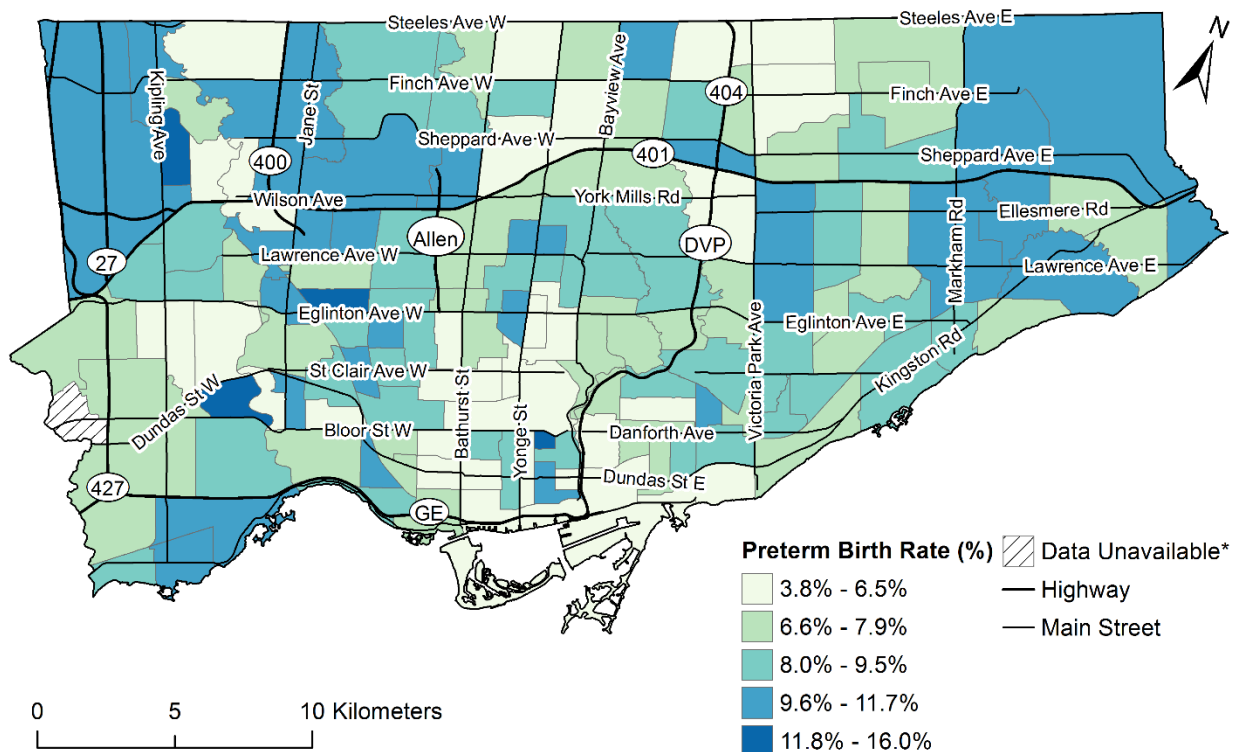 Steeles Ave W
Steeles Ave E
N
Kipling Ave
Jane St
Finch Ave W
Bayview Ave
404
Finch Ave E
400
Sheppard Ave W
401
Sheppard Ave E
Wilson Ave
York Mills Rd
Markham Rd
Ellesmere Rd
27
Allen
Lawrence Ave W
DVP
Lawrence Ave E
Eglinton Ave W
Victoria Park Ave
Eglinton Ave E
Kingston Rd
St Clair Ave W
Dundas St W
Bathurst St
Yonge St
Bloor St W
Danforth Ave
Dundas St E
427
GE
Preterm Birth Rate (%)
3.8% - 6.5%
6.6% - 7.9%
8.0% - 9.5%
9.6% - 11.7%
11.8% - 16.0%
Data Unavailable*
Highway
Main Street
0 5 10 Kilometers